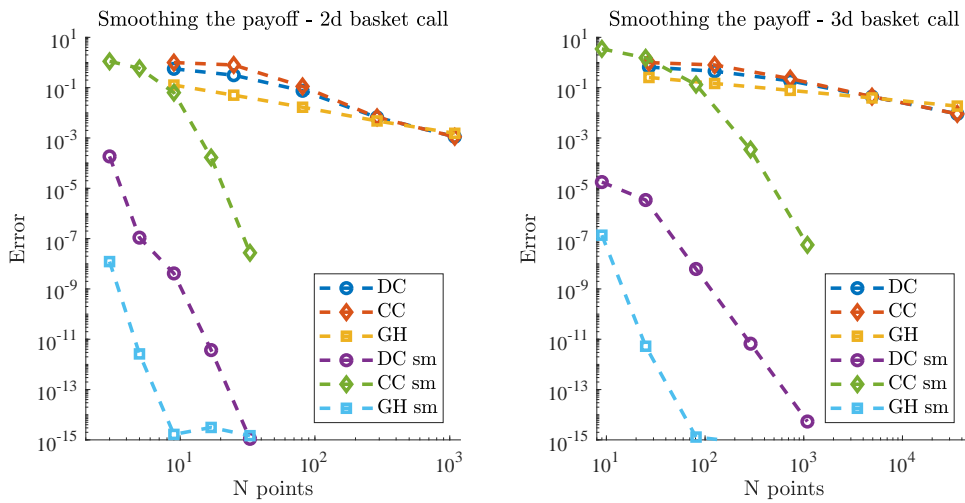 Smoothing the payoff - 2d basket call
10^1
10^-1
10^-3
10^-5
10^-7
10^-9
10^-11
10^-13
10^-15
Error
10^1
10^2
10^3
N points
DC
CC
GH
DC sm
CC sm
GH sm
Smoothing the payoff - 3d basket call
10^1
10^-1
10^-3
10^-5
10^-7
10^-9
10^-11
10^-13
10^-15
Error
10^1
10^2
10^3
10^4
N points
DC
CC
GH
DC sm
CC sm
GH sm